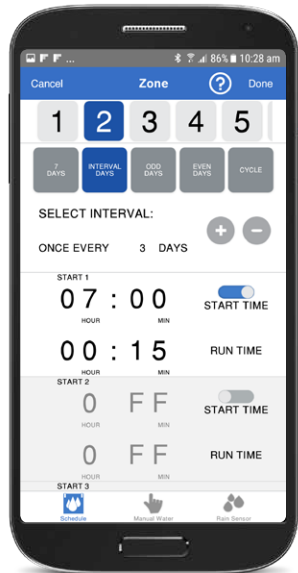 86% 10:28 am
Cancel Zone ? Done
1 2 3 4 5
7 DAYS INTERVAL DAYS ODD DAYS EVEN DAYS CYCLE
SELECT INTERVAL:
+ −
ONCE EVERY 3 DAYS
START 1
07:00 START TIME
HOUR MIN
00:15 RUN TIME
HOUR MIN
START 2
0 FF START TIME
HOUR MIN
0 FF RUN TIME
HOUR MIN
START 3
Schedule Manual Water Rain Sensor